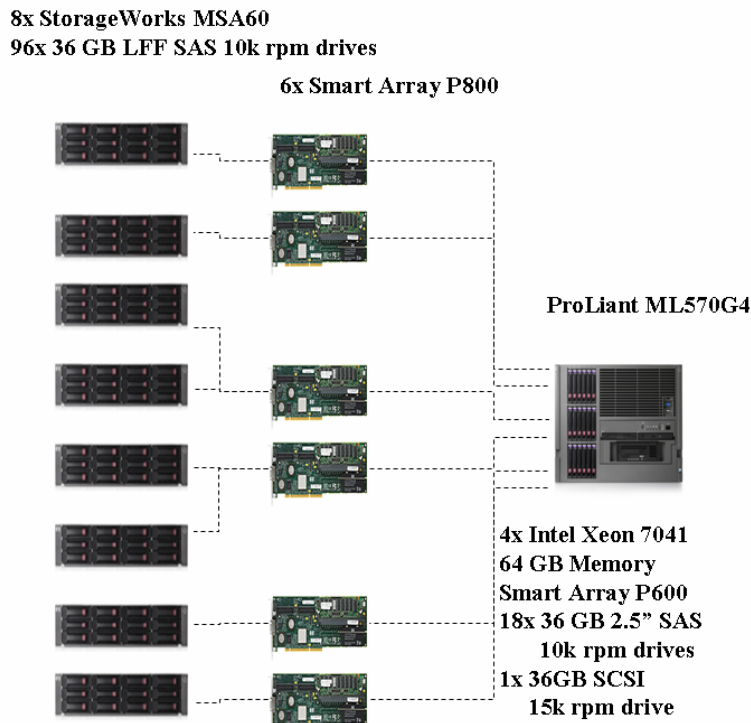 8x StorageWorks MSA60
96x 36 GB LFF SAS 10k rpm drives
6x Smart Array P800
ProLiant ML570G4
4x Intel Xeon 7041
64 GB Memory
Smart Array P600
18x 36 GB 2.5” SAS
10k rpm drives
1x 36GB SCSI
15k rpm drive